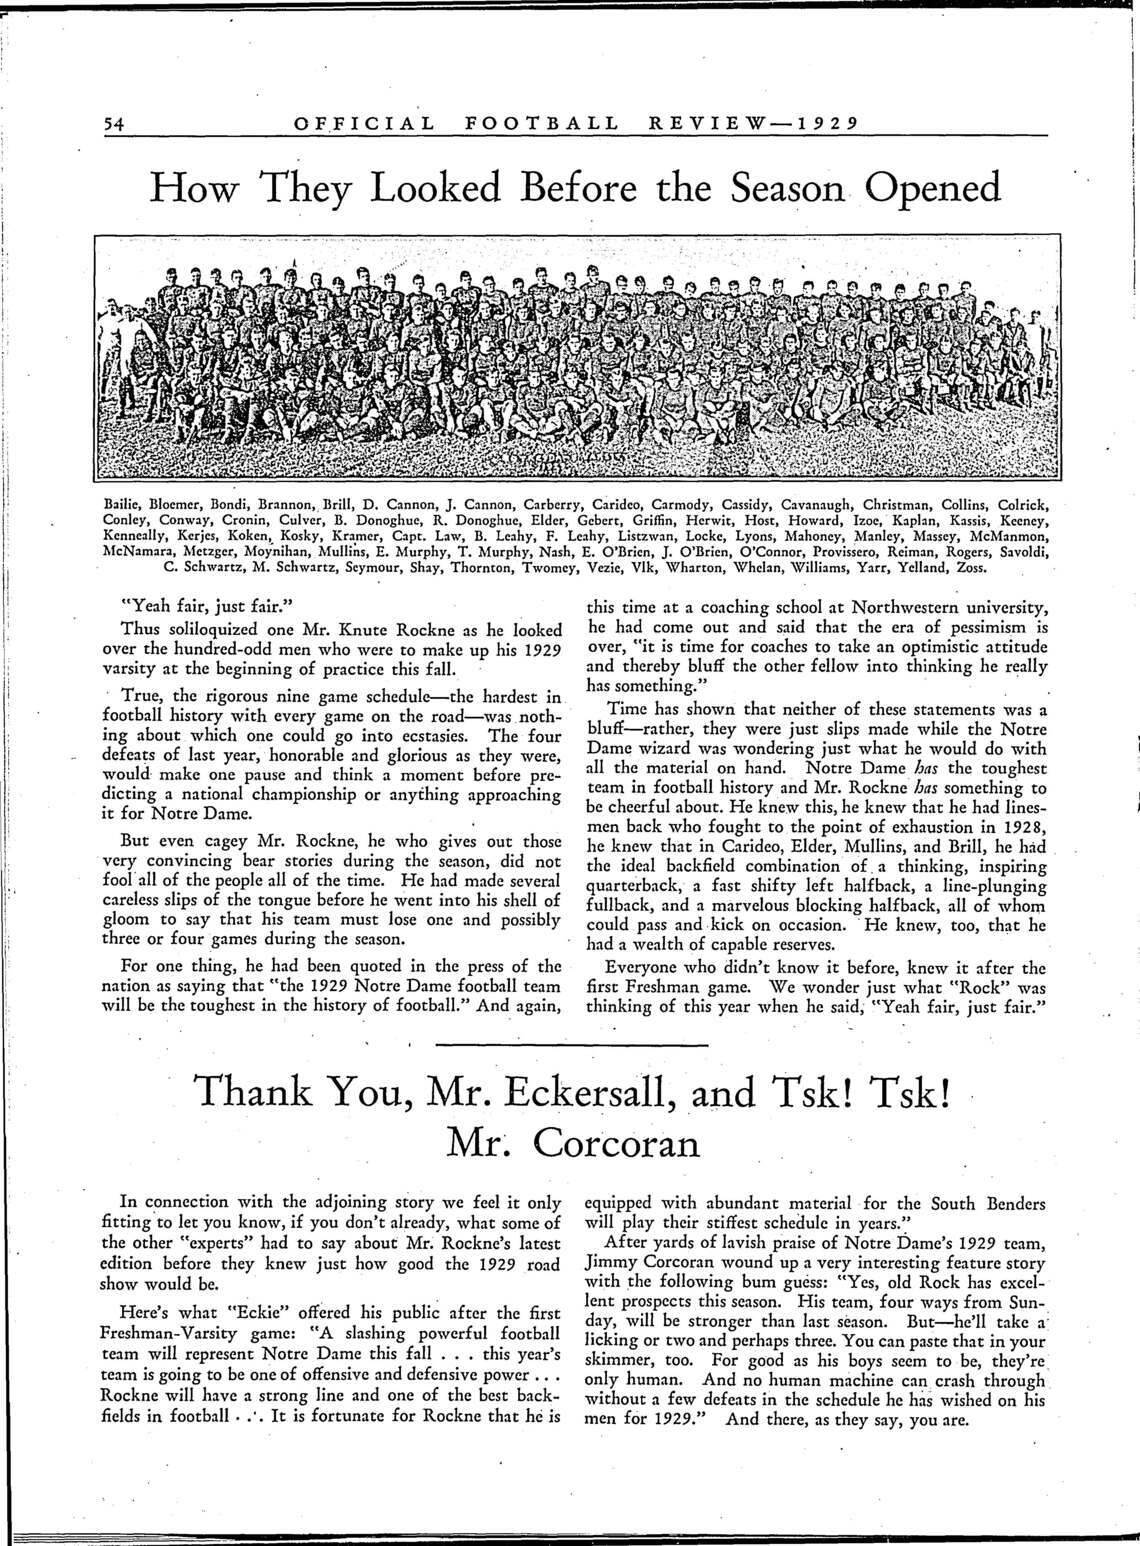 54
OFFICIAL FOOTBALL REVIEW—1929
How They Looked Before the Season Opened
Bailie, Bloemer, Bondi, Brannon, Brill, D. Cannon, J. Cannon, Carberry, Carideo, Carmody, Cassidy, Cavanaugh, Christman, Collins, Colrick,
Conley, Conway, Cronin, Culver, B. Donoghue, R. Donoghue, Elder, Gebert, Griffin, Herwit, Host, Howard, Izoe, Kaplan, Kassis, Keeney,
Kenneally, Kerjes, Koken, Kosky, Kramer, Capt. Law, B. Leahy, F. Leahy, Listzwan, Locke, Lyons, Mahoney, Manley, Massey, McManmon,
McNamara, Metzger, Moynihan, Mullins, E. Murphy, T. Murphy, Nash, E. O'Brien, J. O'Brien, O'Connor, Provissero, Reiman, Rogers, Savoldi,
C. Schwartz, M. Schwartz, Seymour, Shay, Thornton, Twomey, Vezie, Vlk, Wharton, Whelan, Williams, Yarr, Yelland, Zoss.
"Yeah fair, just fair."
Thus soliloquized one Mr. Knute Rockne as he looked
over the hundred-odd men who were to make up his 1929
varsity at the beginning of practice this fall.
True, the rigorous nine game schedule—the hardest in
football history with every game on the road—was noth-
ing about which one could go into ecstasies. The four
defeats of last year, honorable and glorious as they were,
would make one pause and think a moment before pre-
dicting a national championship or anything approaching
it for Notre Dame.
But even cagey Mr. Rockne, he who gives out those
very convincing bear stories during the season, did not
fool all of the people all of the time. He had made several
careless slips of the tongue before he went into his shell of
gloom to say that his team must lose one and possibly
three or four games during the season.
For one thing, he had been quoted in the press of the
nation as saying that "the 1929 Notre Dame football team
will be the toughest in the history of football." And again,
this time at a coaching school at Northwestern university,
he had come out and said that the era of pessimism is
over, "it is time for coaches to take an optimistic attitude
and thereby bluff the other fellow into thinking he really
has something."
Time has shown that neither of these statements was a
bluff—rather, they were just slips made while the Notre
Dame wizard was wondering just what he would do with
all the material on hand. Notre Dame has the toughest
team in football history and Mr. Rockne has something to
be cheerful about. He knew this, he knew that he had lines-
men back who fought to the point of exhaustion in 1928,
he knew that in Carideo, Elder, Mullins, and Brill, he had
the ideal backfield combination of a thinking, inspiring
quarterback, a fast shifty left halfback, a line-plunging
fullback, and a marvelous blocking halfback, all of whom
could pass and kick on occasion. He knew, too, that he
had a wealth of capable reserves.
Everyone who didn't know it before, knew it after the
first Freshman game. We wonder just what "Rock" was
thinking of this year when he said, "Yeah fair, just fair."
Thank You, Mr. Eckersall, and Tsk! Tsk!
Mr. Corcoran
In connection with the adjoining story we feel it only
fitting to let you know, if you don't already, what some of
the other "experts" had to say about Mr. Rockne's latest
edition before they knew just how good the 1929 road
show would be.
Here's what "Eckie" offered his public after the first
Freshman-Varsity game: "A slashing powerful football
team will represent Notre Dame this fall . . . this year's
team is going to be one of offensive and defensive power . . .
Rockne will have a strong line and one of the best back-
fields in football . . . It is fortunate for Rockne that he is
equipped with abundant material for the South Benders
will play their stiffest schedule in years."
After yards of lavish praise of Notre Dame's 1929 team,
Jimmy Corcoran wound up a very interesting feature story
with the following bum guess: "Yes, old Rock has excel-
lent prospects this season. His team, four ways from Sun-
day, will be stronger than last season. But—he'll take a
licking or two and perhaps three. You can paste that in your
skimmer, too. For good as his boys seem to be, they're
only human. And no human machine can crash through
without a few defeats in the schedule he has wished on his
men for 1929." And there, as they say, you are.